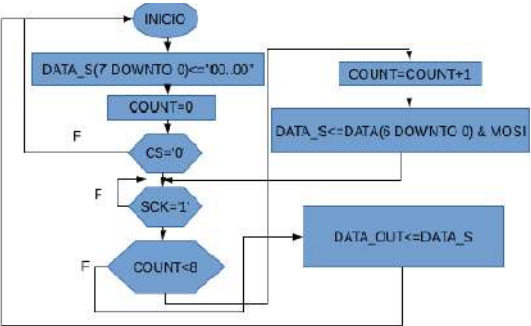 INICIO
DATA_S(7 DOWNTO 0)<="00..00"
COUNT=0
F
CS='0'
F
SCK='1'
COUNT<8
F
COUNT=COUNT+1
DATA_S<=DATA(6 DOWNTO 0) & MOSI
DATA_OUT<=DATA_S